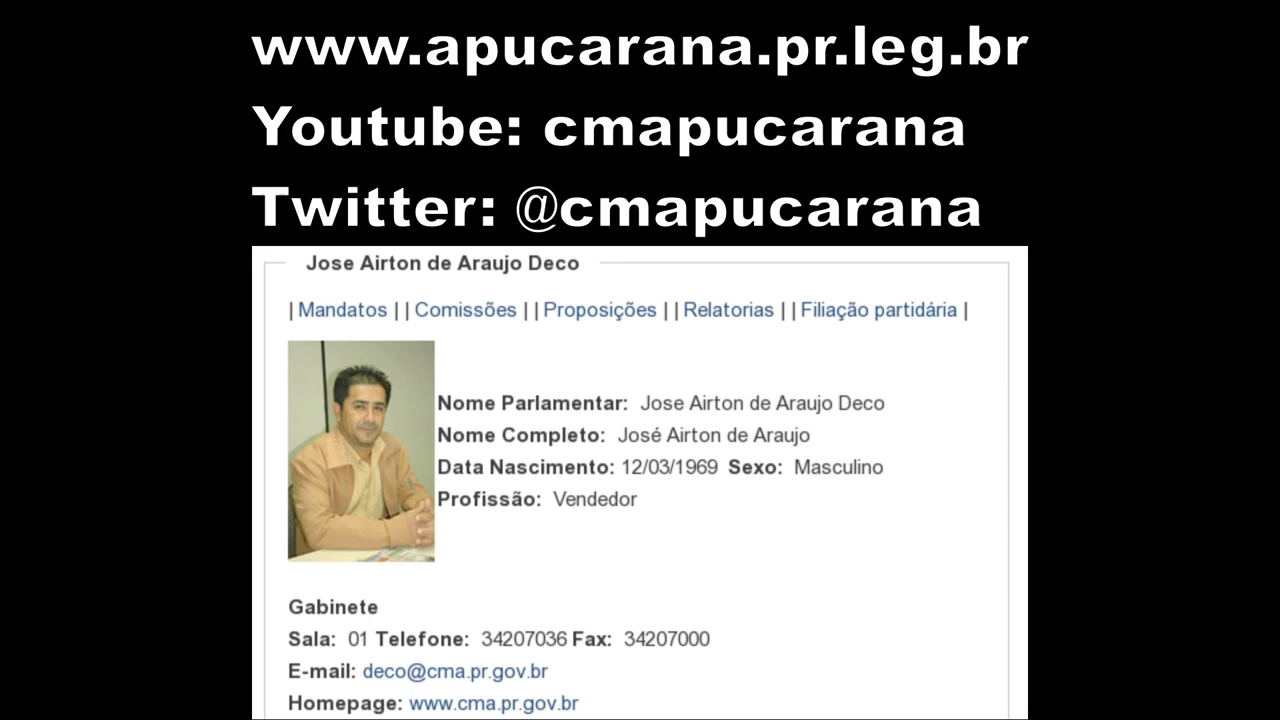 www.apucarana.pr.leg.br
Youtube: cmapucarana
Twitter: @cmapucarana
Jose Airton de Araujo Deco
| Mandatos | | Comissões | | Proposições | | Relatorias | | Filiação partidária |
Nome Parlamentar: Jose Airton de Araujo Deco
Nome Completo: José Airton de Araujo
Data Nascimento: 12/03/1969 Sexo: Masculino
Profissão: Vendedor
Gabinete
Sala: 01 Telefone: 34207036 Fax: 34207000
E-mail: deco@cma.pr.gov.br
Homepage: www.cma.pr.gov.br